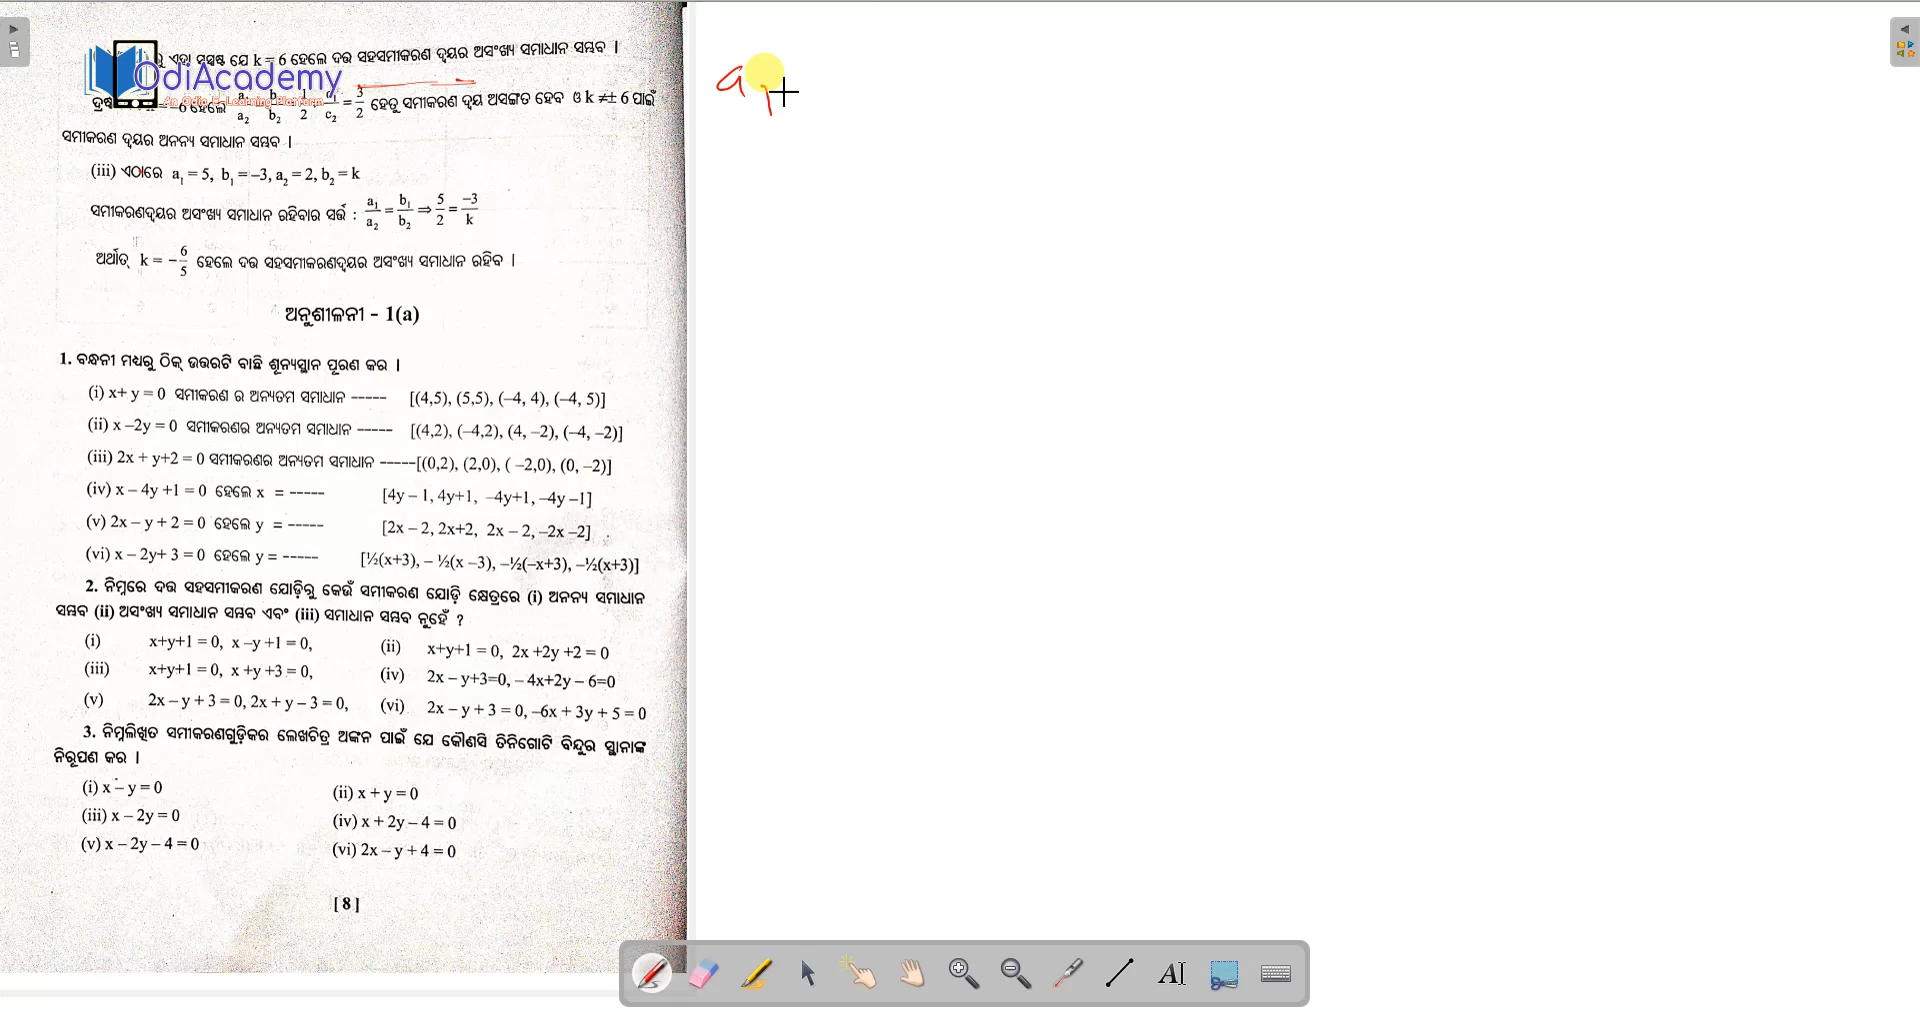 ଏହା ସୁସ୍ପଷ୍ଟ ଯେ k = 6 ହେଲେ ଦତ୍ତ ସହସମୀକରଣ ଦ୍ୱୟର ଅସଂଖ୍ୟ ସମାଧାନ ସମ୍ଭବ ।
OdiAcademy
An Odia E-Learning Platform
6 ହେଲେ a₂ b₂ 1/2 c₁/c₂ = 3/2 ହେତୁ ସମୀକରଣ ଦ୍ୱୟ ଅସଙ୍ଗତ ହେବ ଓ k ≠ ± 6 ପାଇଁ
ସମୀକରଣ ଦ୍ୱୟର ଅନନ୍ୟ ସମାଧାନ ସମ୍ଭବ ।
(iii) ଏଠାରେ a₁ = 5, b₁ = –3, a₂ = 2, b₂ = k
ସମୀକରଣଦ୍ୱୟର ଅସଂଖ୍ୟ ସମାଧାନ ରହିବାର ସର୍ତ୍ତ : a₁/a₂ = b₁/b₂ ⇒ 5/2 = –3/k
ଅର୍ଥାତ୍ k = – 6/5 ହେଲେ ଦତ୍ତ ସହସମୀକରଣଦ୍ୱୟର ଅସଂଖ୍ୟ ସମାଧାନ ରହିବ ।
ଅନୁଶୀଳନୀ - 1(a)
1. ବନ୍ଧନୀ ମଧ୍ୟରୁ ଠିକ୍ ଉତ୍ତରଟି ବାଛି ଶୂନ୍ୟସ୍ଥାନ ପୂରଣ କର ।
(i) x+ y = 0 ସମୀକରଣ ର ଅନ୍ୟତମ ସମାଧାନ ----- [(4,5), (5,5), (–4, 4), (–4, 5)]
(ii) x –2y = 0 ସମୀକରଣର ଅନ୍ୟତମ ସମାଧାନ ----- [(4,2), (–4,2), (4, –2), (–4, –2)]
(iii) 2x + y+2 = 0 ସମୀକରଣର ଅନ୍ୟତମ ସମାଧାନ -----[(0,2), (2,0), ( –2,0), (0, –2)]
(iv) x – 4y +1 = 0 ହେଲେ x = ----- [4y – 1, 4y+1, –4y+1, –4y –1]
(v) 2x – y + 2 = 0 ହେଲେ y = ----- [2x – 2, 2x+2, 2x – 2, –2x –2]
(vi) x – 2y+ 3 = 0 ହେଲେ y = ----- [½(x+3), – ½(x –3), –½(–x+3), –½(x+3)]
2. ନିମ୍ନରେ ଦତ୍ତ ସହସମୀକରଣ ଯୋଡ଼ିରୁ କେଉଁ ସମୀକରଣ ଯୋଡ଼ି କ୍ଷେତ୍ରରେ (i) ଅନନ୍ୟ ସମାଧାନ
ସମ୍ଭବ (ii) ଅସଂଖ୍ୟ ସମାଧାନ ସମ୍ଭବ ଏବଂ (iii) ସମାଧାନ ସମ୍ଭବ ନୁହେଁ ?
(i) x+y+1 = 0, x –y +1 = 0, (ii) x+y+1 = 0, 2x +2y +2 = 0
(iii) x+y+1 = 0, x +y +3 = 0, (iv) 2x – y+3=0, – 4x+2y – 6=0
(v) 2x – y + 3 = 0, 2x + y – 3 = 0, (vi) 2x – y + 3 = 0, –6x + 3y + 5 = 0
3. ନିମ୍ନଲିଖିତ ସମୀକରଣଗୁଡ଼ିକର ଲେଖଚିତ୍ର ଅଙ୍କନ ପାଇଁ ଯେ କୌଣସି ତିନିଗୋଟି ବିନ୍ଦୁର ସ୍ଥାନାଙ୍କ
ନିରୂପଣ କର ।
(i) x – y = 0 (ii) x + y = 0
(iii) x – 2y = 0 (iv) x + 2y – 4 = 0
(v) x – 2y – 4 = 0 (vi) 2x – y + 4 = 0
[ 8 ]
a₁